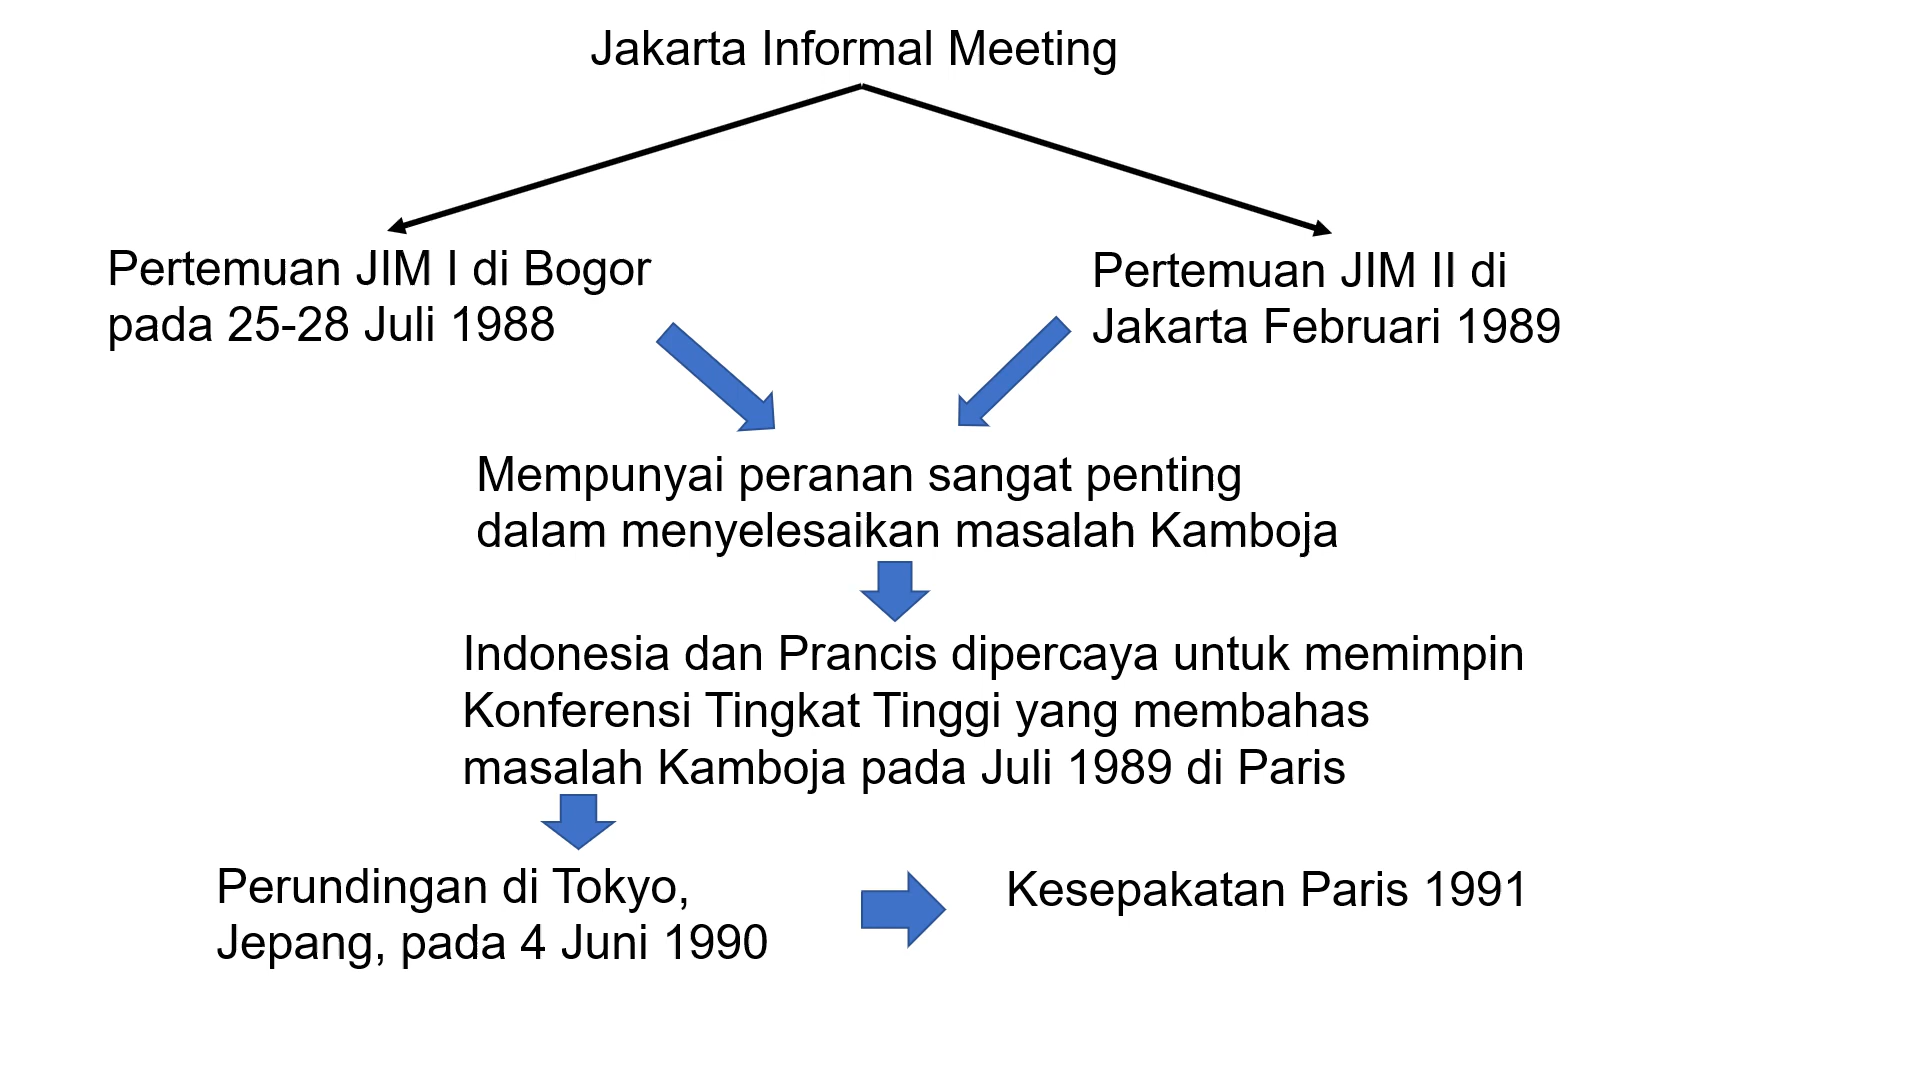 Jakarta Informal Meeting
Pertemuan JIM I di Bogor
pada 25-28 Juli 1988
Pertemuan JIM II di
Jakarta Februari 1989
Mempunyai peranan sangat penting
dalam menyelesaikan masalah Kamboja
Indonesia dan Prancis dipercaya untuk memimpin
Konferensi Tingkat Tinggi yang membahas
masalah Kamboja pada Juli 1989 di Paris
Perundingan di Tokyo,
Jepang, pada 4 Juni 1990
Kesepakatan Paris 1991